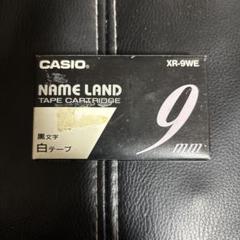 CASIO
XR-9WE
NAME LAND
TAPE CARTRIDGE
黒文字
白テープ
9mm